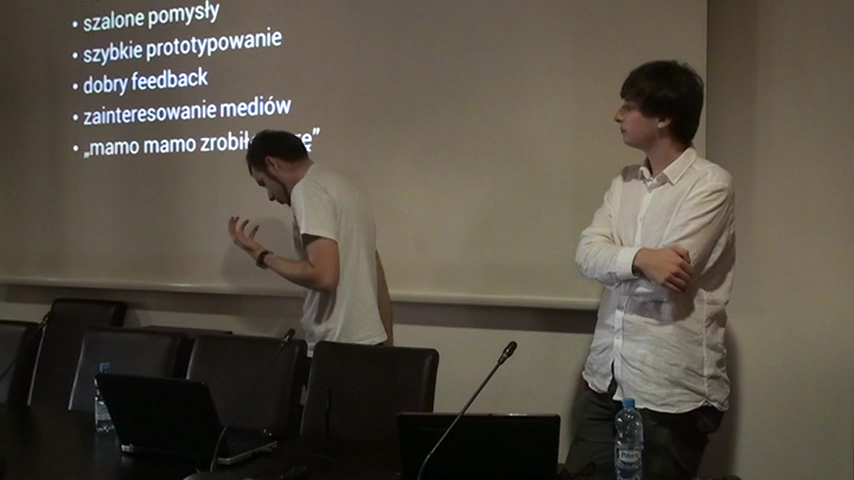 • szalone pomysły
• szybkie prototypowanie
• dobry feedback
• zainteresowanie mediów
• „mamo mamo